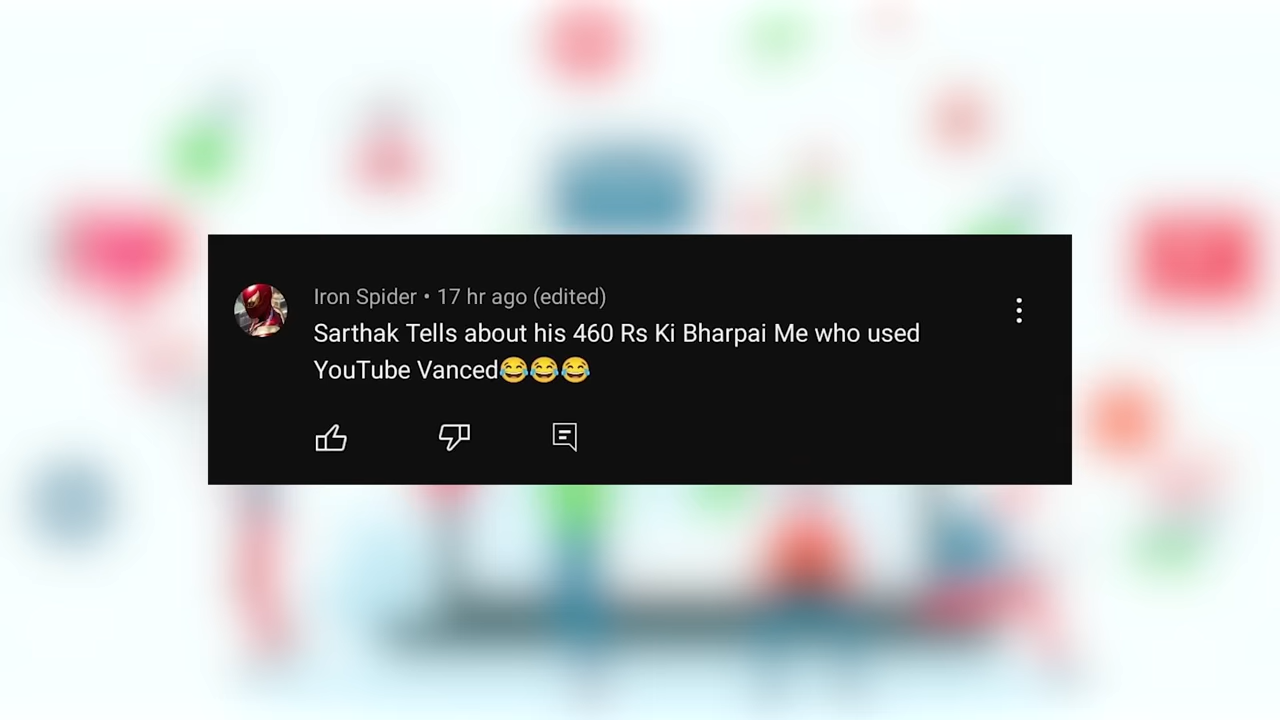 Iron Spider • 17 hr ago (edited)
Sarthak Tells about his 460 Rs Ki Bharpai Me who used
YouTube Vanced😂😂😂